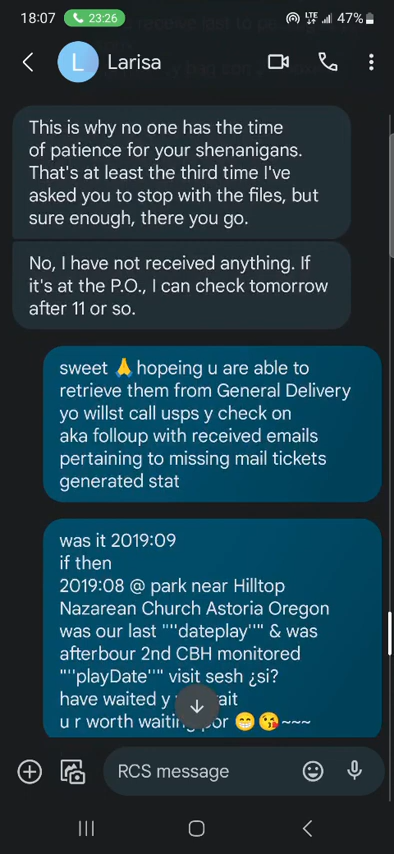 18:07 23:26 LTE 47%
Larisa
This is why no one has the time
of patience for your shenanigans.
That's at least the third time I've
asked you to stop with the files, but
sure enough, there you go.
No, I have not received anything. If
it's at the P.O., I can check tomorrow
after 11 or so.
sweet 🙏 hopeing u are able to
retrieve them from General Delivery
yo willst call usps y check on
aka folloup with received emails
pertaining to missing mail tickets
generated stat
was it 2019:09
if then
2019:08 @ park near Hilltop
Nazarean Church Astoria Oregon
was our last """dateplay""" & was
afterbour 2nd CBH monitored
"''playDate''" visit sesh ¿si?
have waited y
u r worth waiting 😁😘~~~
RCS message